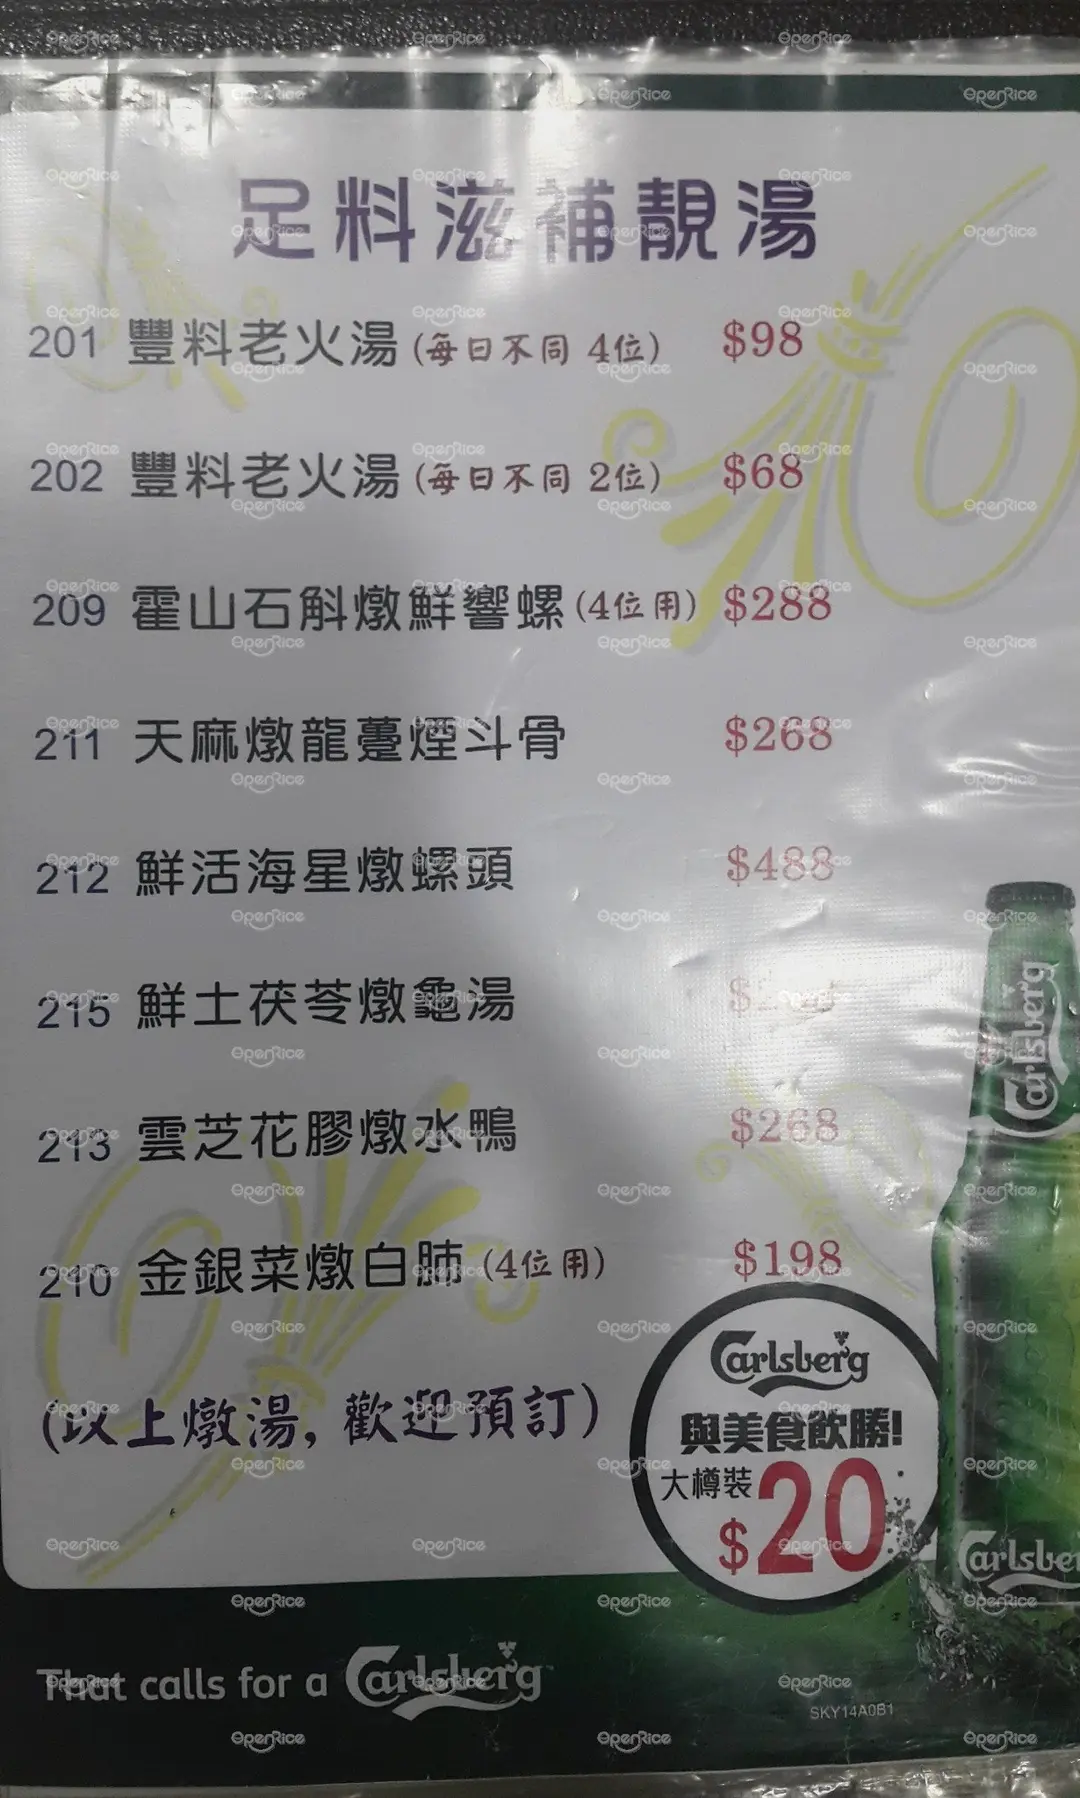 足料滋補靚湯
201 豐料老火湯 (每日不同 4位) $98
202 豐料老火湯 (每日不同 2位) $68
209 霍山石斛燉鮮響螺 (4位用) $288
211 天麻燉龍躉煙斗骨 $268
212 鮮活海星燉螺頭 $488
215 鮮土茯苓燉龜湯
213 雲芝花膠燉水鴨 $268
210 金銀菜燉白肺 (4位用) $198
(以上燉湯, 歡迎預訂)
Carlsberg
與美食飲勝!
大樽裝
$20
Carlsberg
Carlsbe
That calls for a Carlsberg
SKY14A0B1
OpenRice